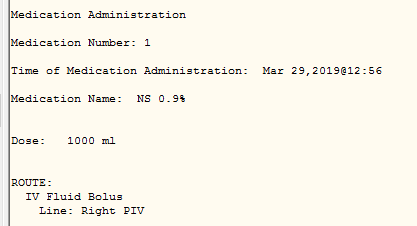 Medication Administration
Medication Number: 1
Time of Medication Administration:  Mar 29,2019@12:56
Medication Name:  NS 0.9%
Dose:   1000 ml
ROUTE:
IV Fluid Bolus
Line: Right PIV